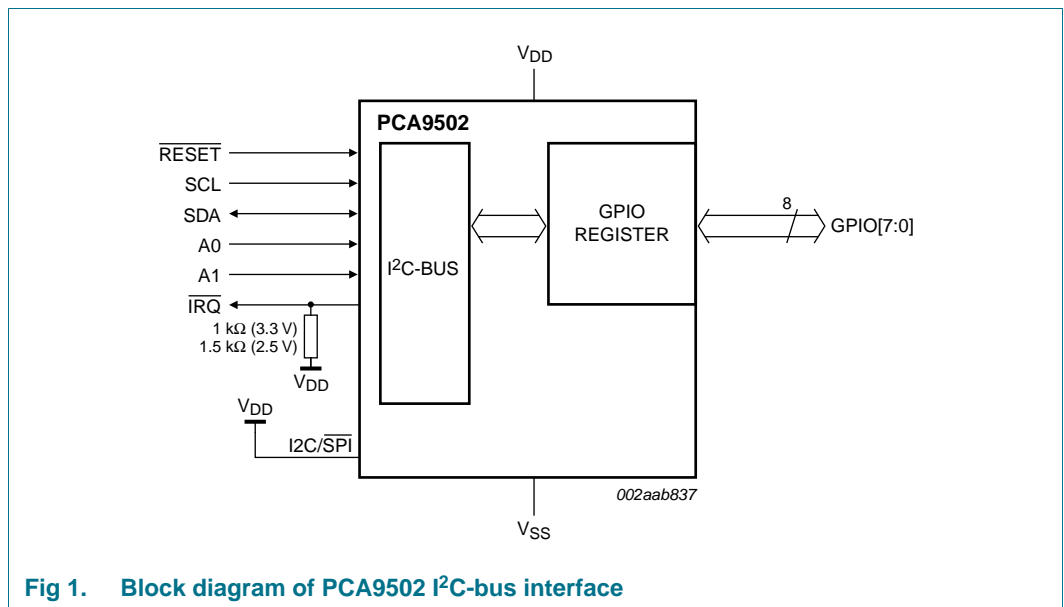 VDD
PCA9502
RESET
SCL
SDA
A0
A1
IRQ
1 kΩ (3.3 V)
1.5 kΩ (2.5 V)
VDD
VDD
I2C/SPI
I²C-BUS
GPIO
REGISTER
8
GPIO[7:0]
002aab837
VSS
Fig 1. Block diagram of PCA9502 I²C-bus interface